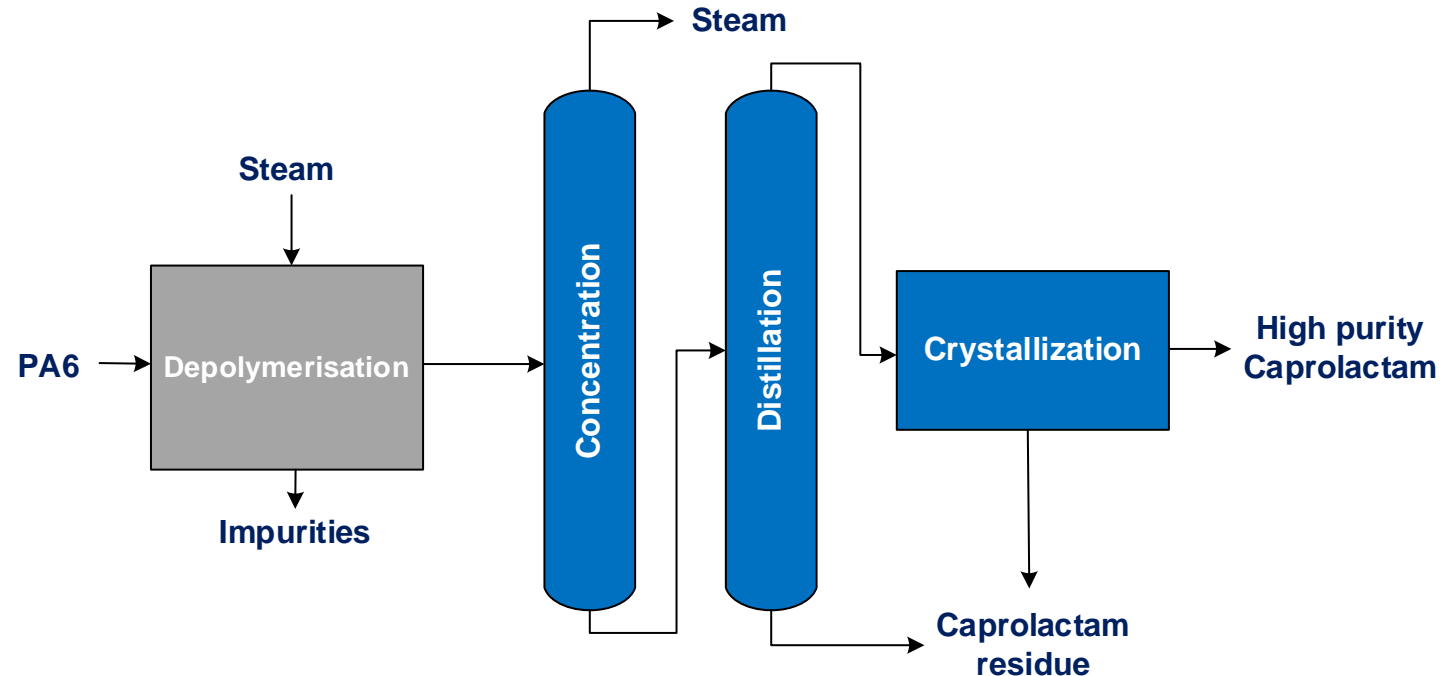 Steam
Steam
PA6
Depolymerisation
Impurities
Concentration
Distillation
Crystallization
High purity
Caprolactam
Caprolactam
residue